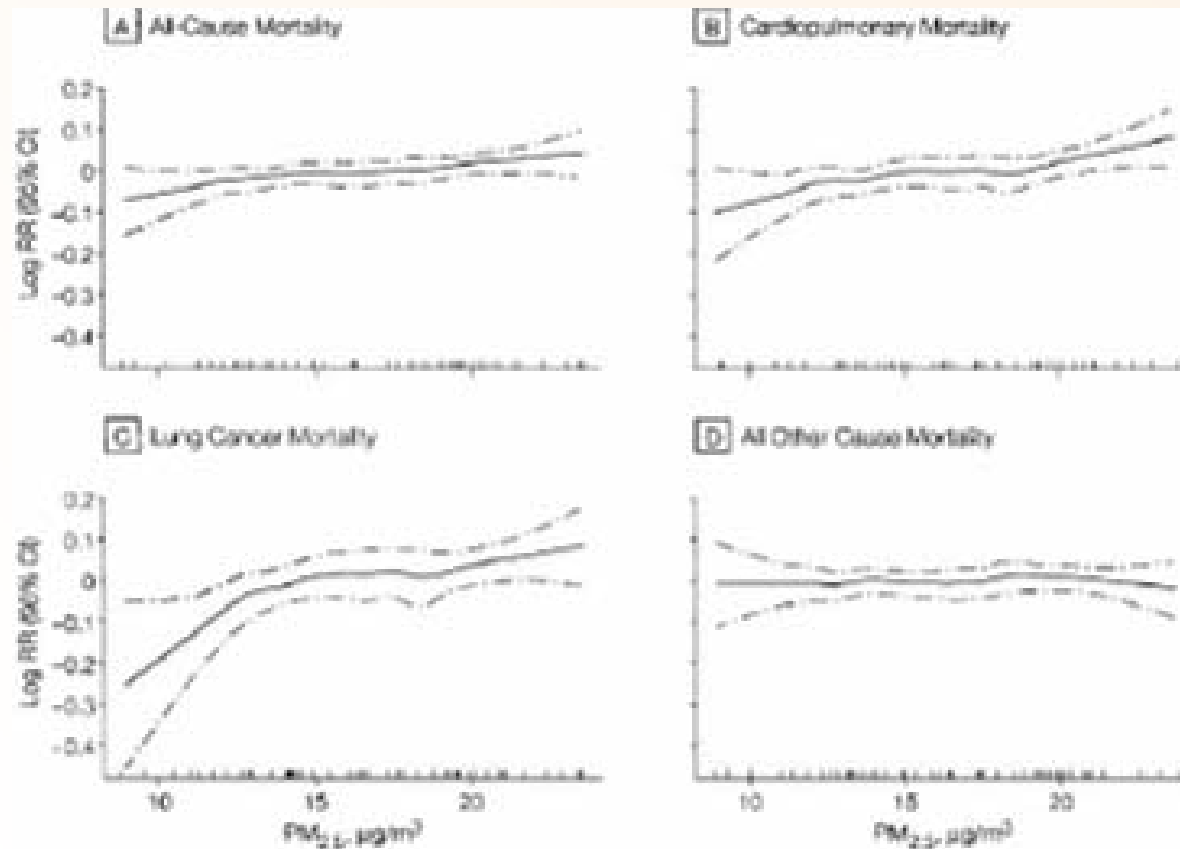 A All-Cause Mortality
B Cardiopulmonary Mortality
0.2
0.1
0
−0.1
−0.2
−0.3
−0.4
Log RR (95% CI)
C Lung Cancer Mortality
D All Other Cause Mortality
0.2
0.1
0
−0.1
−0.2
−0.3
−0.4
Log RR (95% CI)
10 15 20
10 15 20
PM2.5, μg/m3
PM2.5, μg/m3